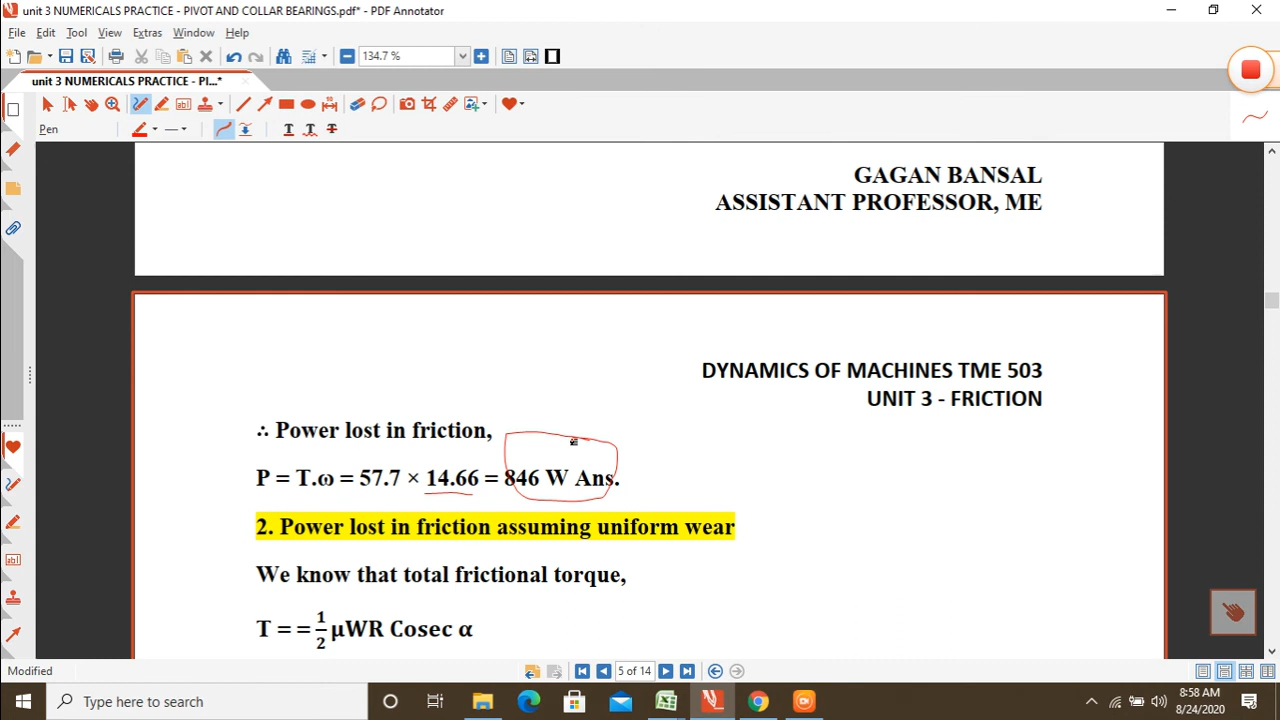 unit 3 NUMERICALS PRACTICE - PIVOT AND COLLAR BEARINGS.pdf* - PDF Annotator
File Edit Tool View Extras Window Help
134.7 %
unit 3 NUMERICALS PRACTICE - PI...*
Pen
GAGAN BANSAL
ASSISTANT PROFESSOR, ME
DYNAMICS OF MACHINES TME 503
UNIT 3 - FRICTION
∴ Power lost in friction,
P = T.ω = 57.7 × 14.66 = 846 W Ans.
2. Power lost in friction assuming uniform wear
We know that total frictional torque,
T = = 1/2 μWR Cosec α
Modified
5 of 14
Type here to search
8:58 AM
8/24/2020